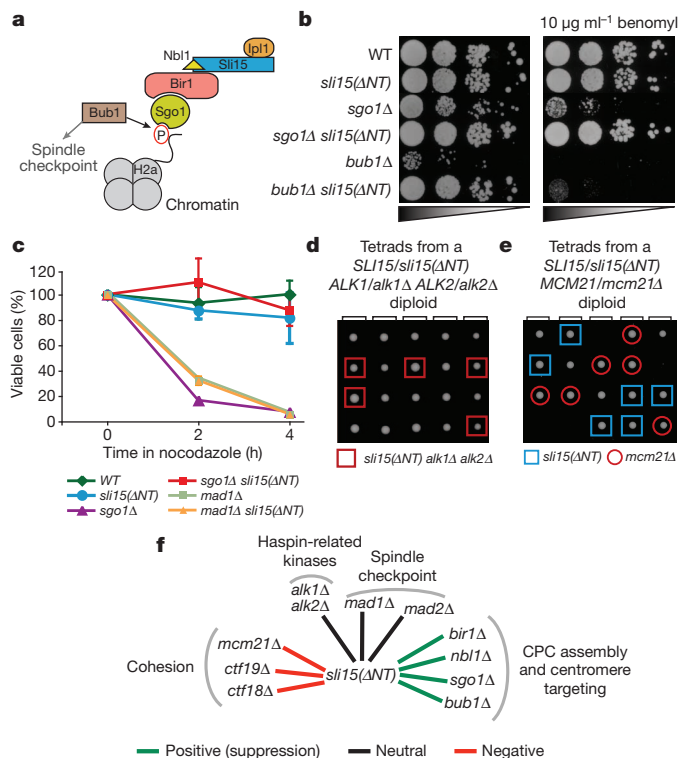 a
Nbl1
Ipl1
Sli15
Bir1
Bub1
Sgo1
P
Spindle
checkpoint
H2a
Chromatin
b
10 µg ml⁻¹ benomyl
WT
sli15(ΔNT)
sgo1Δ
sgo1Δ sli15(ΔNT)
bub1Δ
bub1Δ sli15(ΔNT)
c
Viable cells (%)
120
100
80
60
40
20
0
0
2
4
Time in nocodazole (h)
WT
sgo1Δ sli15(ΔNT)
sli15(ΔNT)
mad1Δ
sgo1Δ
mad1Δ sli15(ΔNT)
d
Tetrads from a
SLI15/sli15(ΔNT)
ALK1/alk1Δ ALK2/alk2Δ
diploid
sli15(ΔNT) alk1Δ alk2Δ
e
Tetrads from a
SLI15/sli15(ΔNT)
MCM21/mcm21Δ
diploid
sli15(ΔNT)
mcm21Δ
f
Haspin-related
kinases
Spindle
checkpoint
alk1Δ
alk2Δ
mad1Δ
mad2Δ
Cohesion
mcm21Δ
ctf19Δ
ctf18Δ
sli15(ΔNT)
bir1Δ
nbl1Δ
sgo1Δ
bub1Δ
CPC assembly
and centromere
targeting
Positive (suppression)
Neutral
Negative